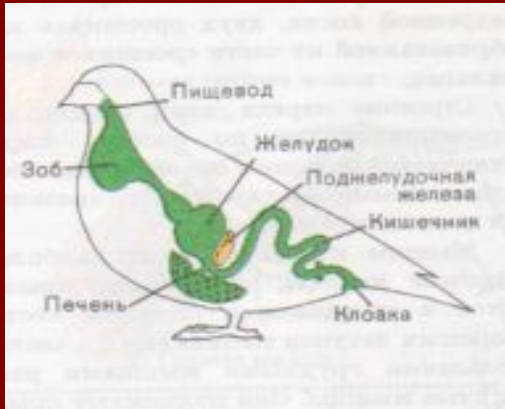 Пищевод
Желудок
Зоб
Поджелудочная
железа
Кишечник
Печень
Клоака